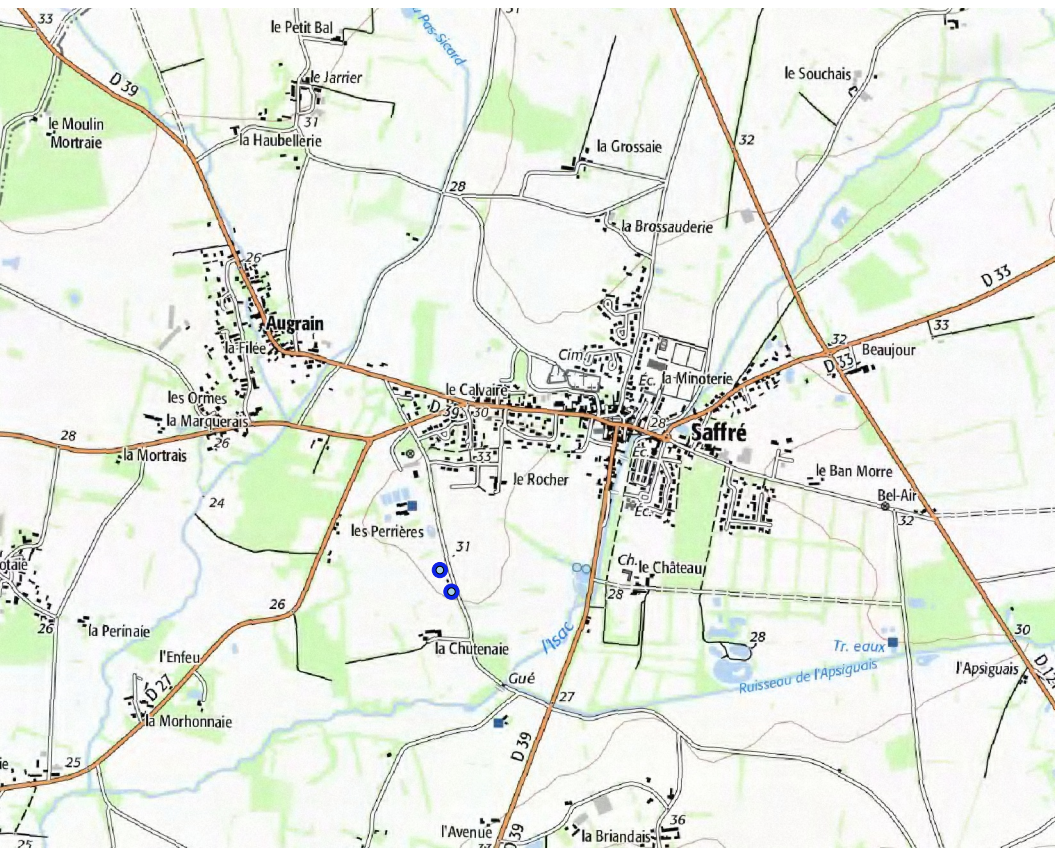 33
le Petit Bal
31
u Pas-Sicard
D 39
le Jarrier
le Souchais
31
le Moulin
Mortraie
la Haubellerie
32
la Grossaie
28
la Brossauderie
26
D 33
Augrain
33
32
la Filée
Cim.
Beaujour
D 33
la Minoterie
Éc.
le Calvaire
les Ormes
D 39
30
la Marquerais
28
Saffré
28
26
la Mortrais
33
Éc.
le Ban Morre
le Rocher
Bel-Air
24
Éc.
32
les Perrières
31
Ch.
le Château
otaie
28
26
26
la Perinaie
30
l'Isac
28
la Chutenaie
Tr. eaux
l'Enfeu
l'Apsiguais
Ruisseau de l'Apsiguais
Gué
D 27
27
la Morhonnaie
D 12
D 39
25
ie
36
l'Avenue
la Briandais
D 39
33
25